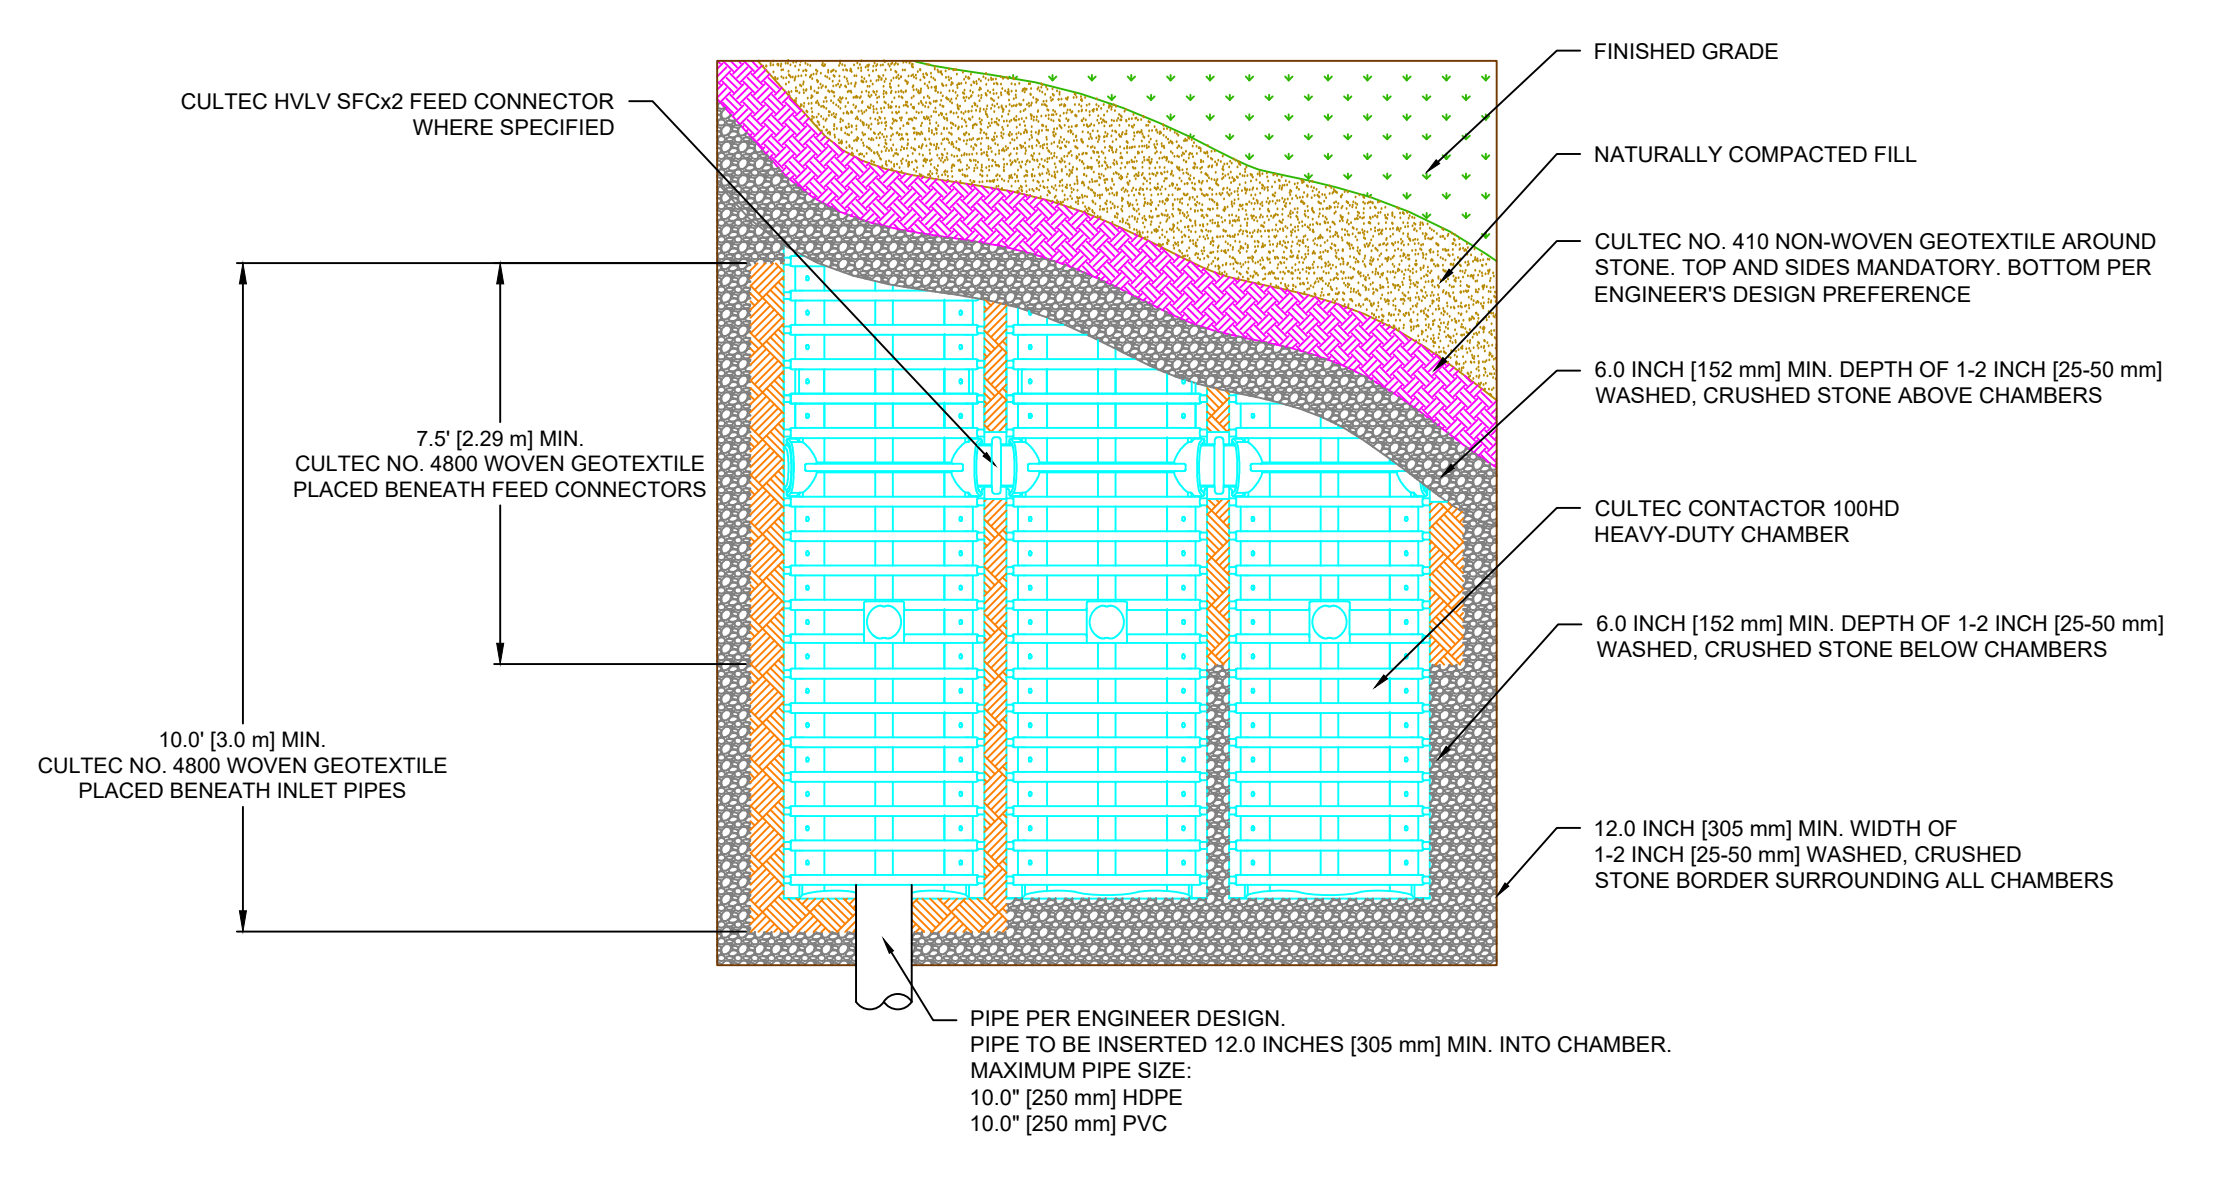 CULTEC HVLV SFCx2 FEED CONNECTOR
WHERE SPECIFIED
7.5' [2.29 m] MIN.
CULTEC NO. 4800 WOVEN GEOTEXTILE
PLACED BENEATH FEED CONNECTORS
10.0' [3.0 m] MIN.
CULTEC NO. 4800 WOVEN GEOTEXTILE
PLACED BENEATH INLET PIPES
FINISHED GRADE
NATURALLY COMPACTED FILL
CULTEC NO. 410 NON-WOVEN GEOTEXTILE AROUND
STONE. TOP AND SIDES MANDATORY. BOTTOM PER
ENGINEER'S DESIGN PREFERENCE
6.0 INCH [152 mm] MIN. DEPTH OF 1-2 INCH [25-50 mm]
WASHED, CRUSHED STONE ABOVE CHAMBERS
CULTEC CONTACTOR 100HD
HEAVY-DUTY CHAMBER
6.0 INCH [152 mm] MIN. DEPTH OF 1-2 INCH [25-50 mm]
WASHED, CRUSHED STONE BELOW CHAMBERS
12.0 INCH [305 mm] MIN. WIDTH OF
1-2 INCH [25-50 mm] WASHED, CRUSHED
STONE BORDER SURROUNDING ALL CHAMBERS
PIPE PER ENGINEER DESIGN.
PIPE TO BE INSERTED 12.0 INCHES [305 mm] MIN. INTO CHAMBER.
MAXIMUM PIPE SIZE:
10.0" [250 mm] HDPE
10.0" [250 mm] PVC